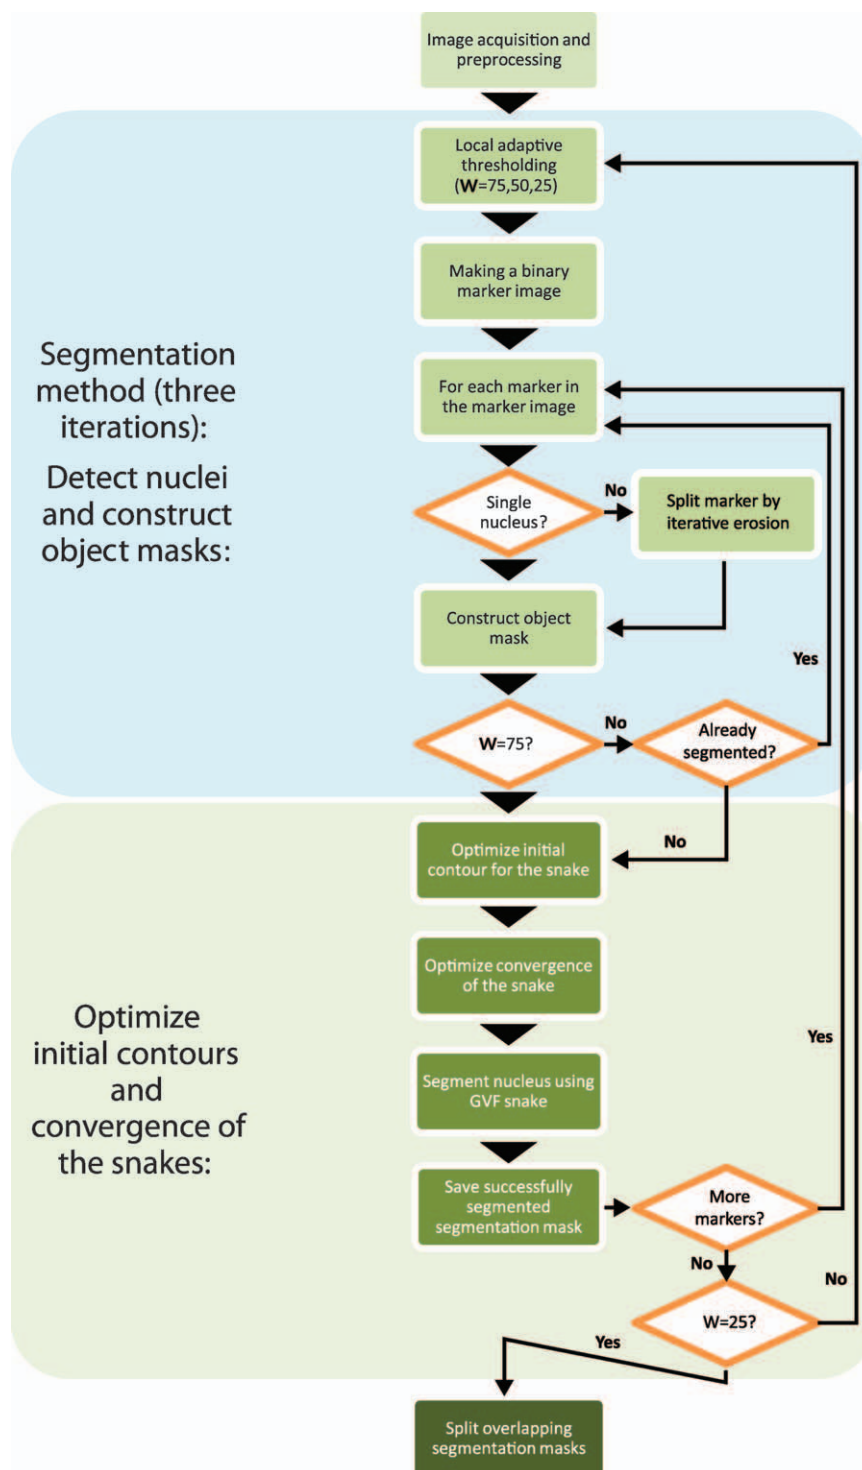 Image acquisition and
preprocessing
Local adaptive
thresholding
(W=75,50,25)
Making a binary
marker image
Segmentation
method (three
iterations):
Detect nuclei
and construct
object masks:
For each marker in
the marker image
Single
nucleus?
No
Split marker by
iterative erosion
Construct object
mask
Yes
W=75?
No
Already
segmented?
Optimize initial
contour for the snake
No
Optimize convergence
of the snake
Optimize
initial contours
and
convergence of
the snakes:
Yes
Segment nucleus using
GVF snake
Save successfully
segmented
segmentation mask
More
markers?
No
No
W=25?
Yes
Split overlapping
segmentation masks